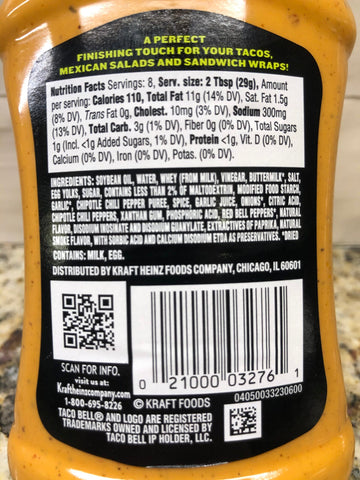 A PERFECT
FINISHING TOUCH FOR YOUR TACOS,
MEXICAN SALADS AND SANDWICH WRAPS!
Nutrition Facts Servings: 8, Serv. size: 2 Tbsp (29g), Amount
per serving: Calories 110, Total Fat 11g (14% DV), Sat. Fat 1.5g
(8% DV), Trans Fat 0g, Cholest. 10mg (3% DV), Sodium 300mg
(13% DV), Total Carb. 3g (1% DV), Fiber 0g (0% DV), Total Sugars
1g (Incl. <1g Added Sugars, 1% DV), Protein <1g, Vit. D (0% DV),
Calcium (0% DV), Iron (0% DV), Potas. (0% DV).
INGREDIENTS: SOYBEAN OIL, WATER, WHEY (FROM MILK), VINEGAR, BUTTERMILK*, SALT,
EGG YOLKS, SUGAR, CONTAINS LESS THAN 2% OF MALTODEXTRIN, MODIFIED FOOD STARCH,
GARLIC*, CHIPOTLE CHILI PEPPER PUREE, SPICE, GARLIC JUICE, ONIONS*, CITRIC ACID,
CHIPOTLE CHILI PEPPERS, XANTHAN GUM, PHOSPHORIC ACID, RED BELL PEPPERS*, NATURAL
FLAVOR, DISODIUM INOSINATE AND DISODIUM GUANYLATE, EXTRACTIVES OF PAPRIKA, NATURAL
SMOKE FLAVOR, WITH SORBIC ACID AND CALCIUM DISODIUM EDTA AS PRESERVATIVES. *DRIED
CONTAINS: MILK, EGG.
DISTRIBUTED BY KRAFT HEINZ FOODS COMPANY, CHICAGO, IL 60601
SCAN FOR INFO.
visit us at:
Kraftheinzcompany.com
1-800-695-8226
0 21000 03276 1
© KRAFT FOODS
04050033230600
TACO BELL® AND LOGO ARE REGISTERED
TRADEMARKS OWNED AND LICENSED BY
TACO BELL IP HOLDER, LLC.